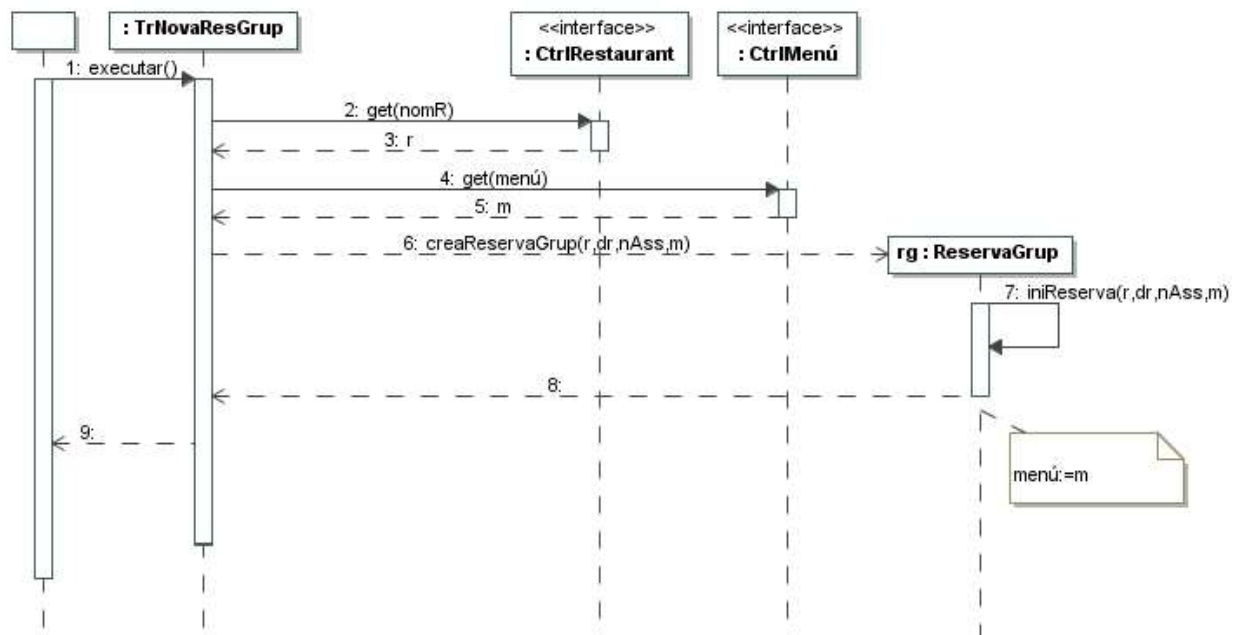 : TrNovaResGrup
<<interface>>
: CtrlRestaurant
<<interface>>
: CtrlMenú
1: executar()
2: get(nomR)
3: r
4: get(menú)
5: m
6: creaReservaGrup(r,dr,nAss,m)
rg : ReservaGrup
7: iniReserva(r,dr,nAss,m)
8:
9:
menú:=m